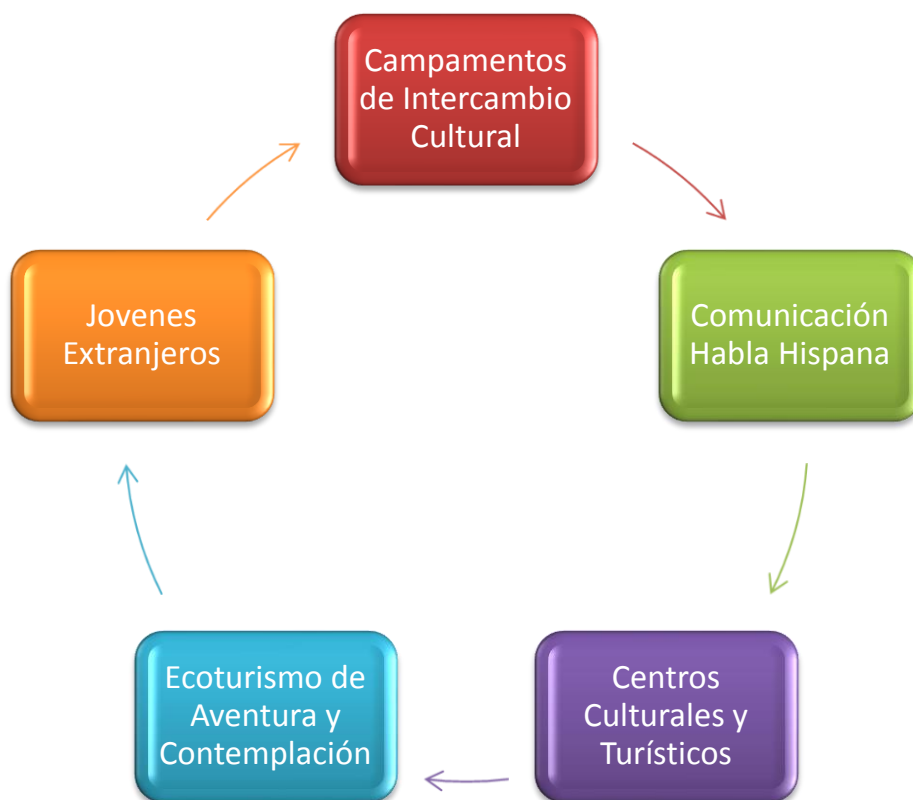 Campamentos
de Intercambio
Cultural
Comunicación
Habla Hispana
Centros
Culturales y
Turísticos
Ecoturismo de
Aventura y
Contemplación
Jovenes
Extranjeros